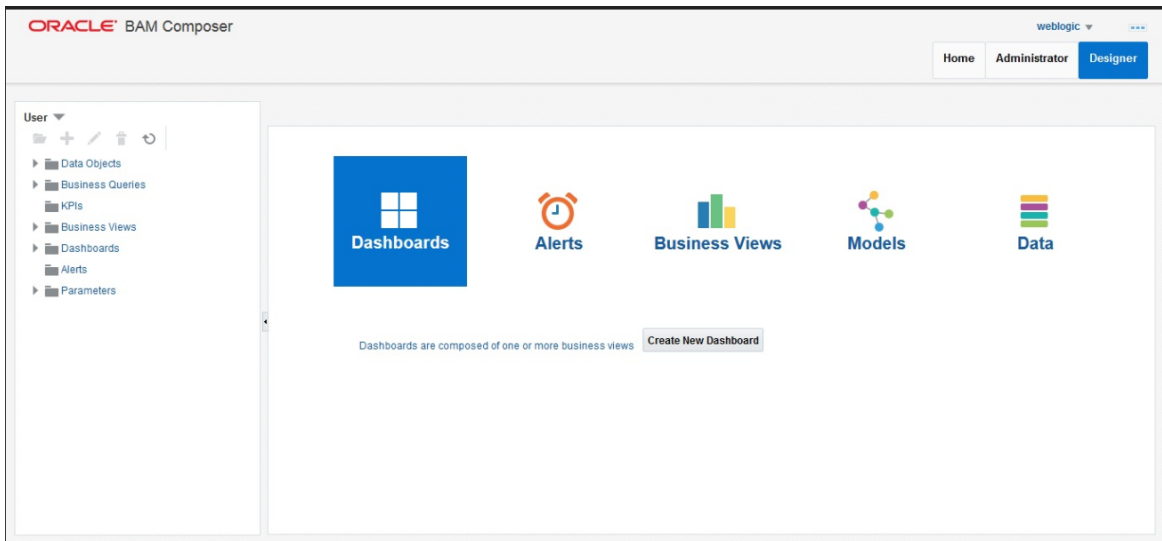 ORACLE BAM Composer
weblogic
Home Administrator Designer
User
Data Objects
Business Queries
KPIs
Business Views
Dashboards
Alerts
Parameters
Dashboards Alerts Business Views Models Data
Dashboards are composed of one or more business views Create New Dashboard